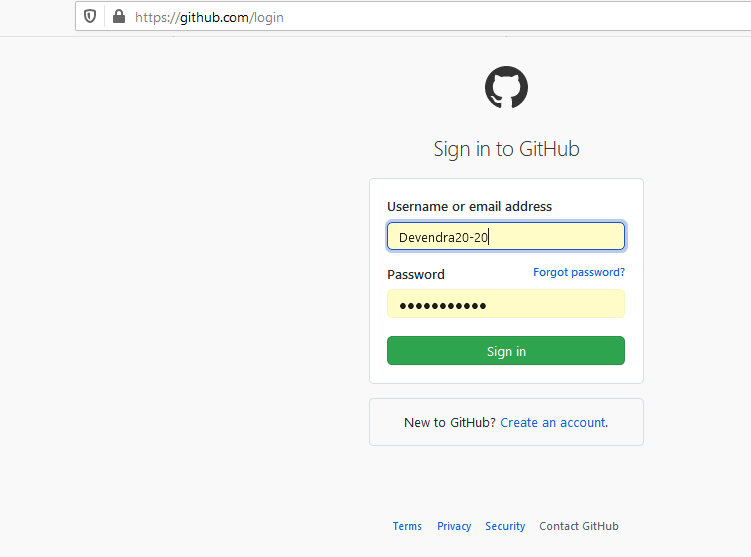 https://github.com/login
Sign in to GitHub
Username or email address
Devendra20-20
Password Forgot password?
●●●●●●●●●●●
Sign in
New to GitHub? Create an account.
Terms Privacy Security Contact GitHub